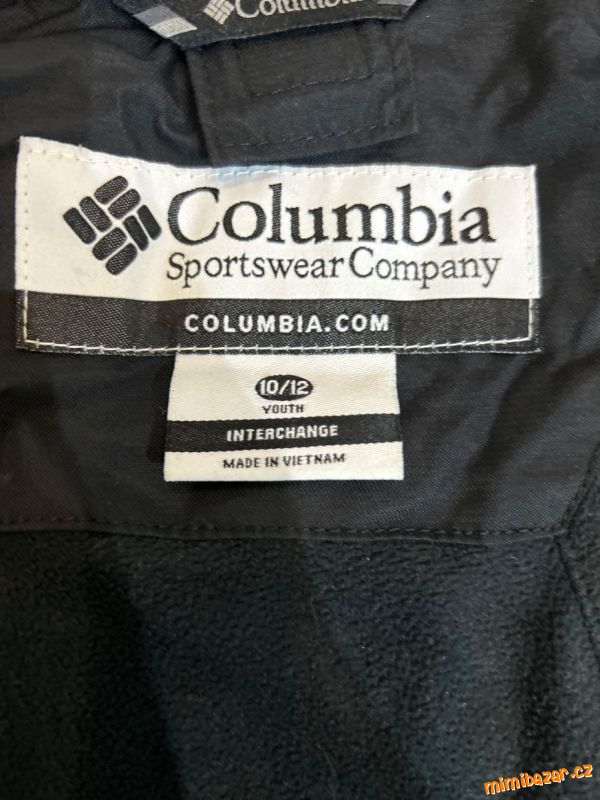 Columbia
Columbia
Sportswear Company
COLUMBIA.COM
10/12
YOUTH
INTERCHANGE
MADE IN VIETNAM
mimibazar.cz